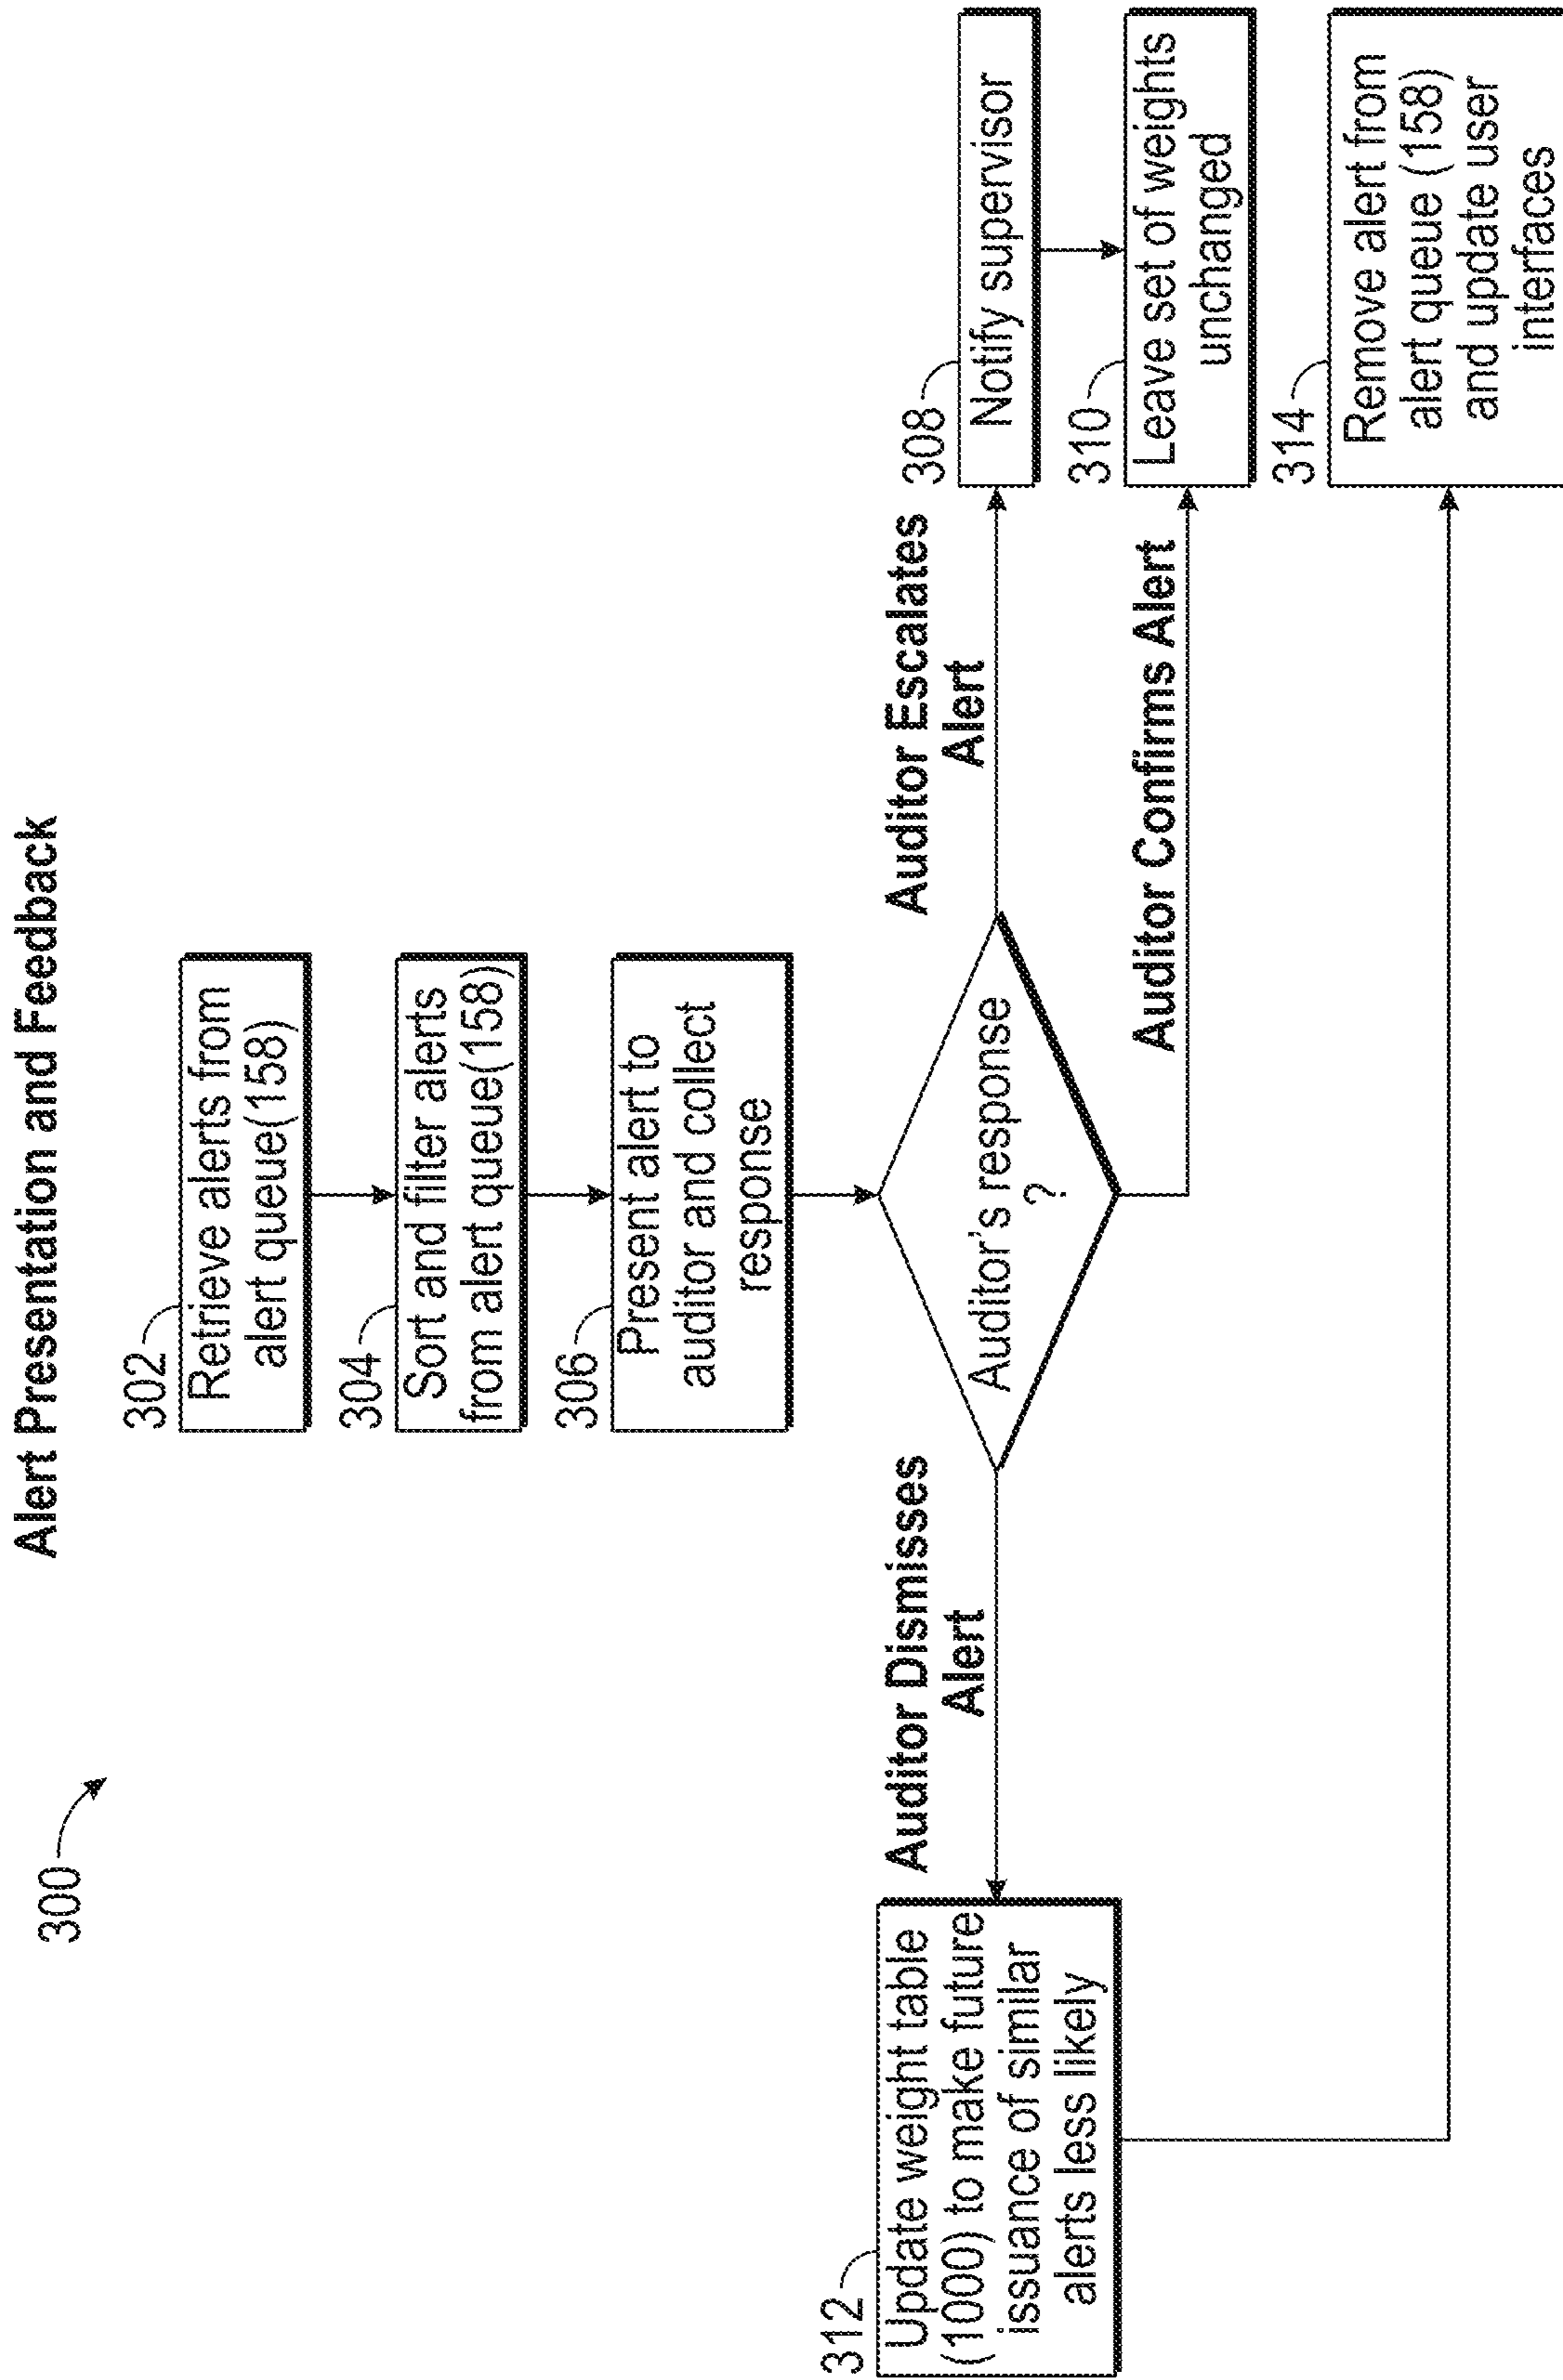 Alert Presentation and Feedback
300
302
Retrieve alerts from
alert queue(158)
304
Sort and filter alerts
from alert queue(158)
306
Present alert to
auditor and collect
response
Auditor's response
?
Auditor Dismisses
Alert
Auditor Escalates
Alert
Auditor Confirms Alert
312
Update weight table
(1000) to make future
issuance of similar
alerts less likely
308
Notify supervisor
310
Leave set of weights
unchanged
314
Remove alert from
alert queue (158)
and update user
interfaces